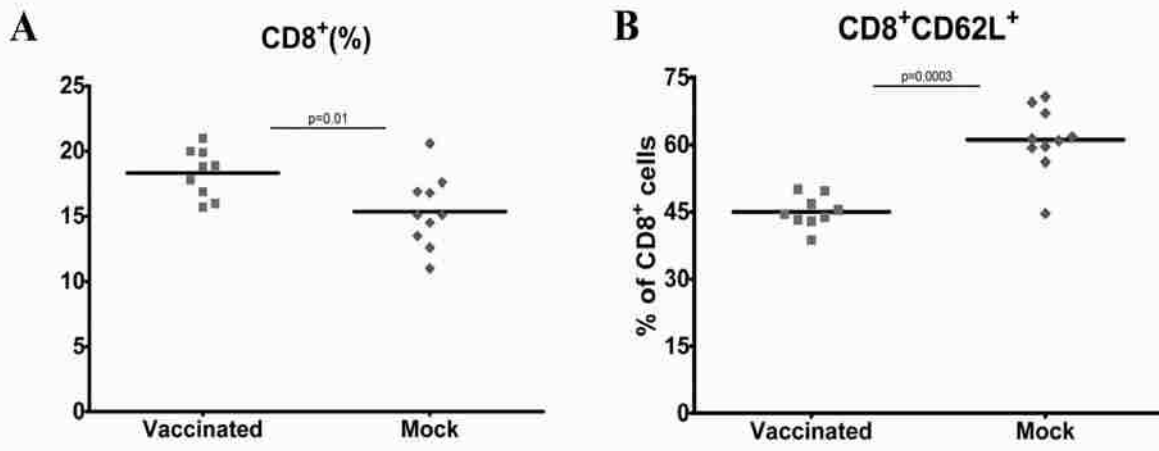 A
CD8+(%)
25
20
15
10
5
0
p=0.01
Vaccinated
Mock
B
CD8+CD62L+
% of CD8+ cells
75
60
45
30
15
0
p=0.0003
Vaccinated
Mock